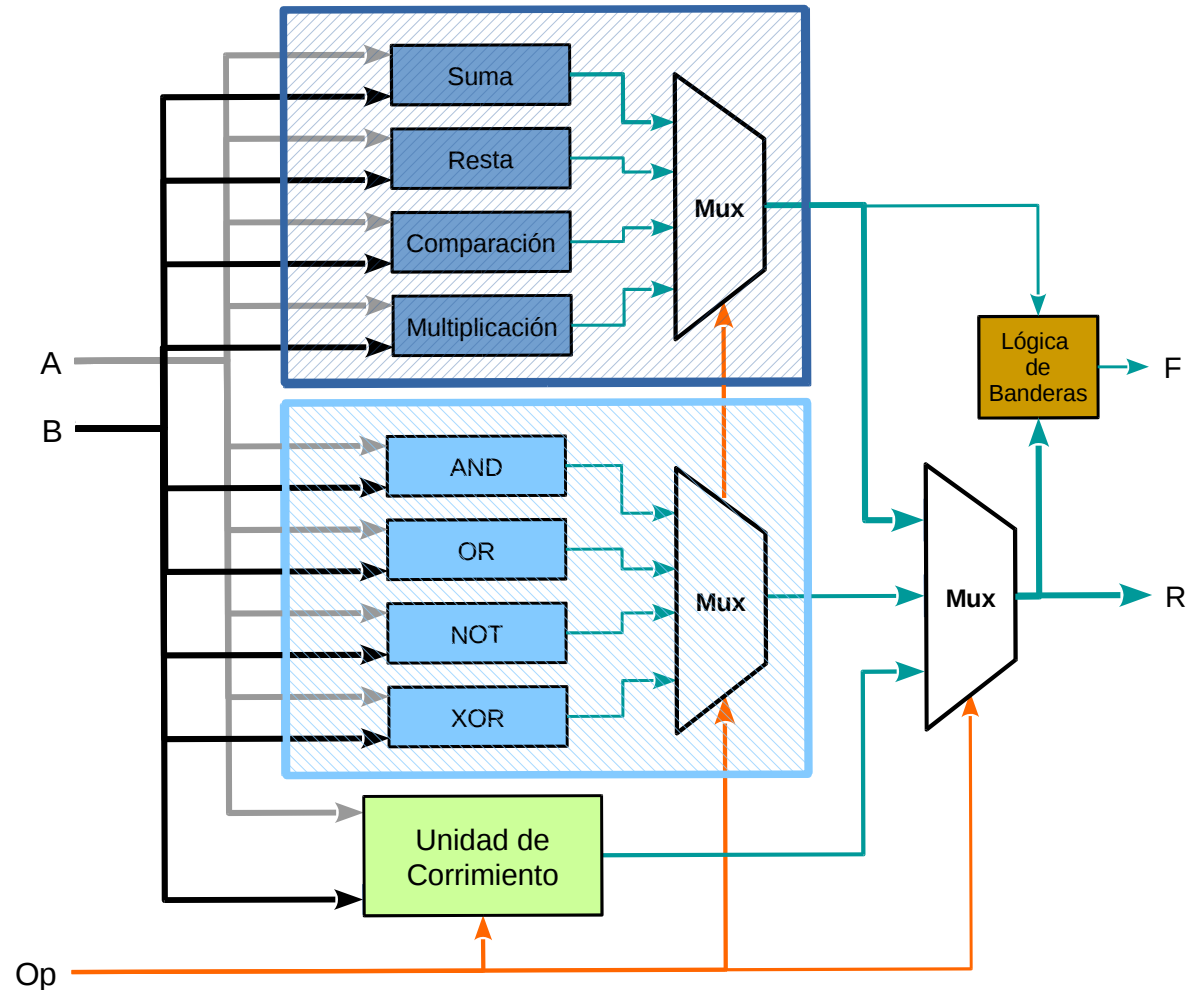 Suma
Resta
Comparación
Multiplicación
Mux
A
B
Lógica
de
Banderas
F
AND
OR
NOT
XOR
Mux
Mux
R
Unidad de
Corrimiento
Op